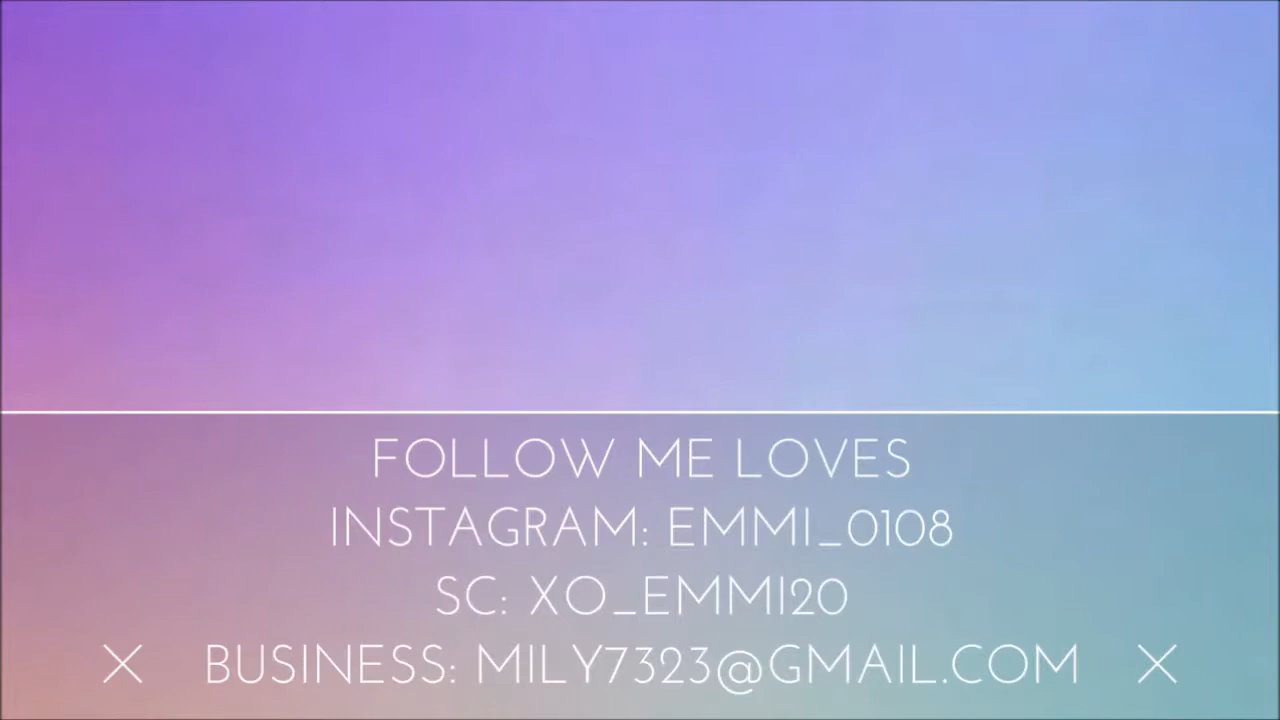 FOLLOW ME LOVES
INSTAGRAM: EMMI_0108
SC: XO_EMMI20
X BUSINESS: MILY7323@GMAIL.COM X